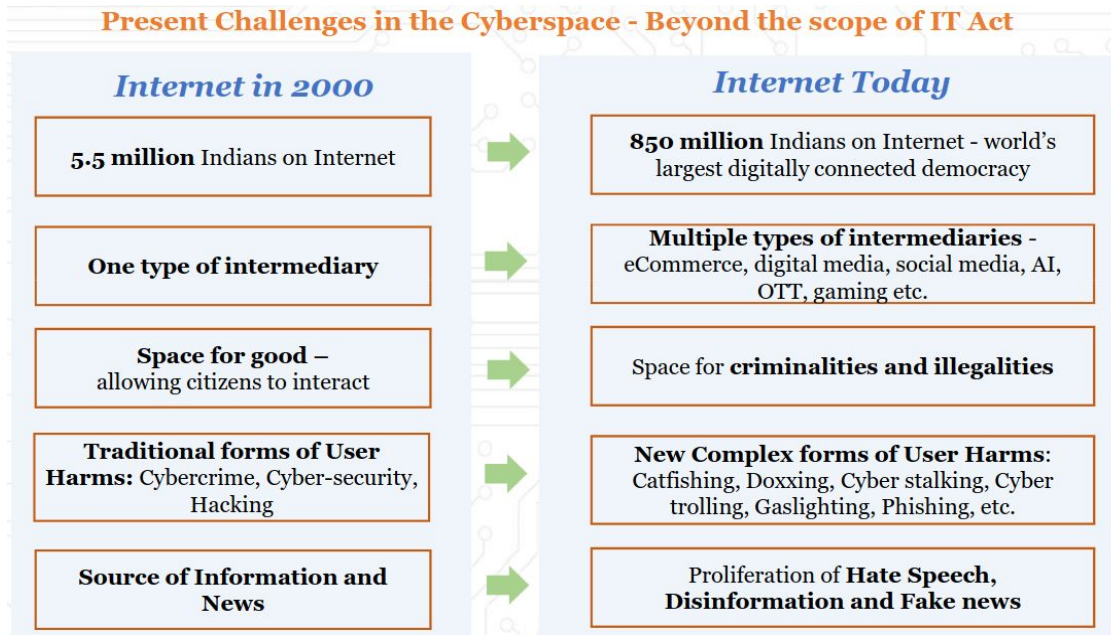 Present Challenges in the Cyberspace - Beyond the scope of IT Act
Internet in 2000
5.5 million Indians on Internet
One type of intermediary
Space for good –
allowing citizens to interact
Traditional forms of User
Harms: Cybercrime, Cyber-security,
Hacking
Source of Information and
News
Internet Today
850 million Indians on Internet - world’s
largest digitally connected democracy
Multiple types of intermediaries -
eCommerce, digital media, social media, AI,
OTT, gaming etc.
Space for criminalities and illegalities
New Complex forms of User Harms:
Catfishing, Doxxing, Cyber stalking, Cyber
trolling, Gaslighting, Phishing, etc.
Proliferation of Hate Speech,
Disinformation and Fake news